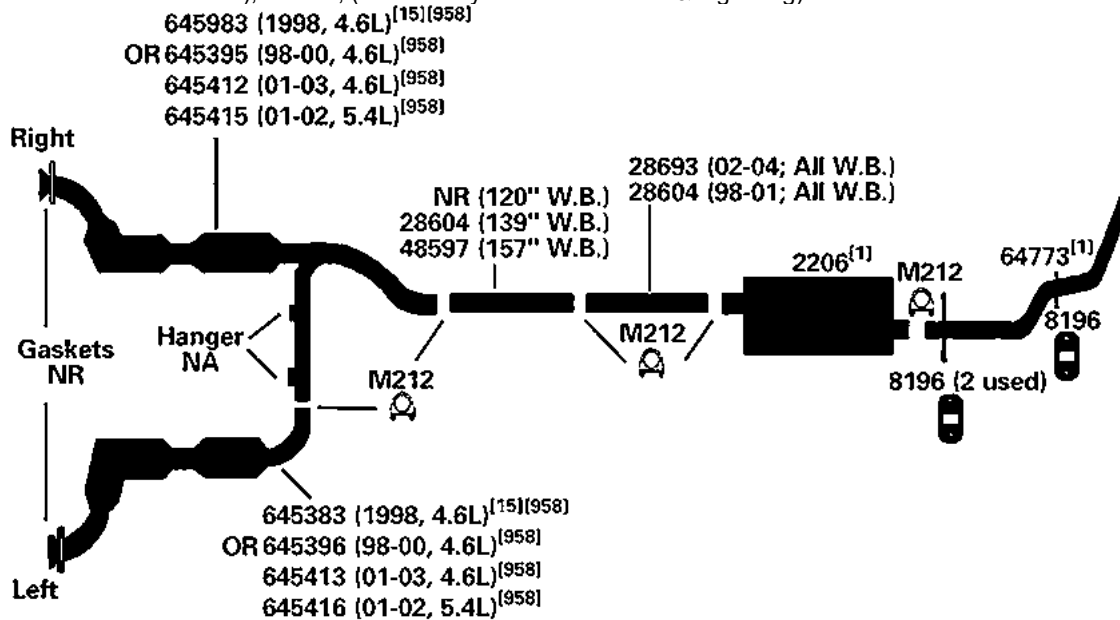 645983 (1998, 4.6L)[15][958]
OR 645395 (98-00, 4.6L)[958]
645412 (01-03, 4.6L)[958]
645415 (01-02, 5.4L)[958]
Right
28693 (02-04; All W.B.)
28604 (98-01; All W.B.)
NR (120" W.B.)
28604 (139" W.B.)
48597 (157" W.B.)
2206[1]
M212
64773[1]
8196
Hanger
NA
Gaskets
NR
M212
M212
8196 (2 used)
645383 (1998, 4.6L)[15][958]
OR 645396 (98-00, 4.6L)[958]
645413 (01-03, 4.6L)[958]
645416 (01-02, 5.4L)[958]
Left